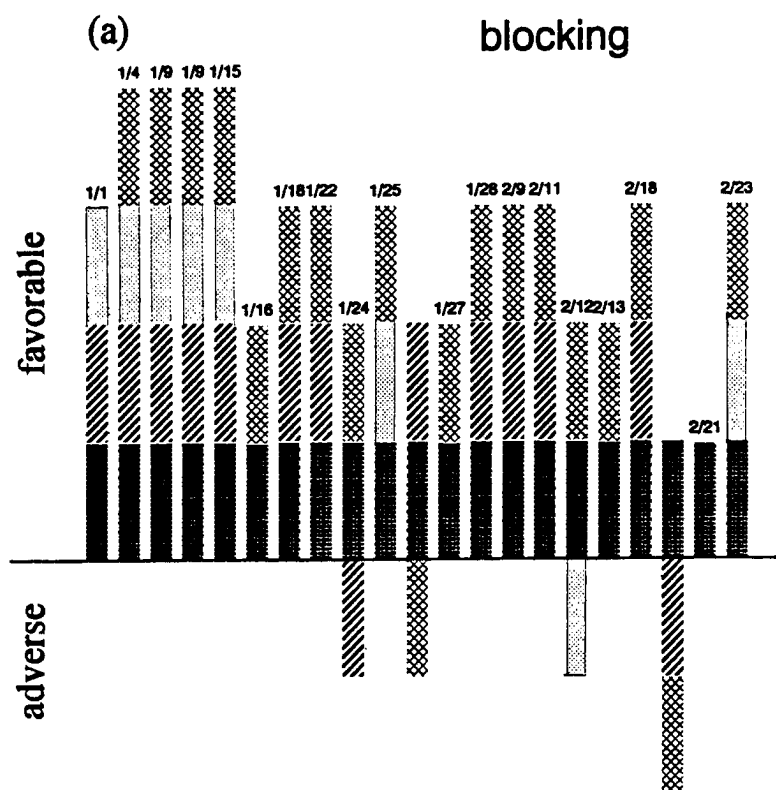 (a) blocking
1/4 1/9 1/9 1/15
1/1 1/18 1/22 1/25 1/28 2/9 2/11 2/18 2/23
1/16 1/24 1/27 2/12 2/13
2/21
favorable
adverse